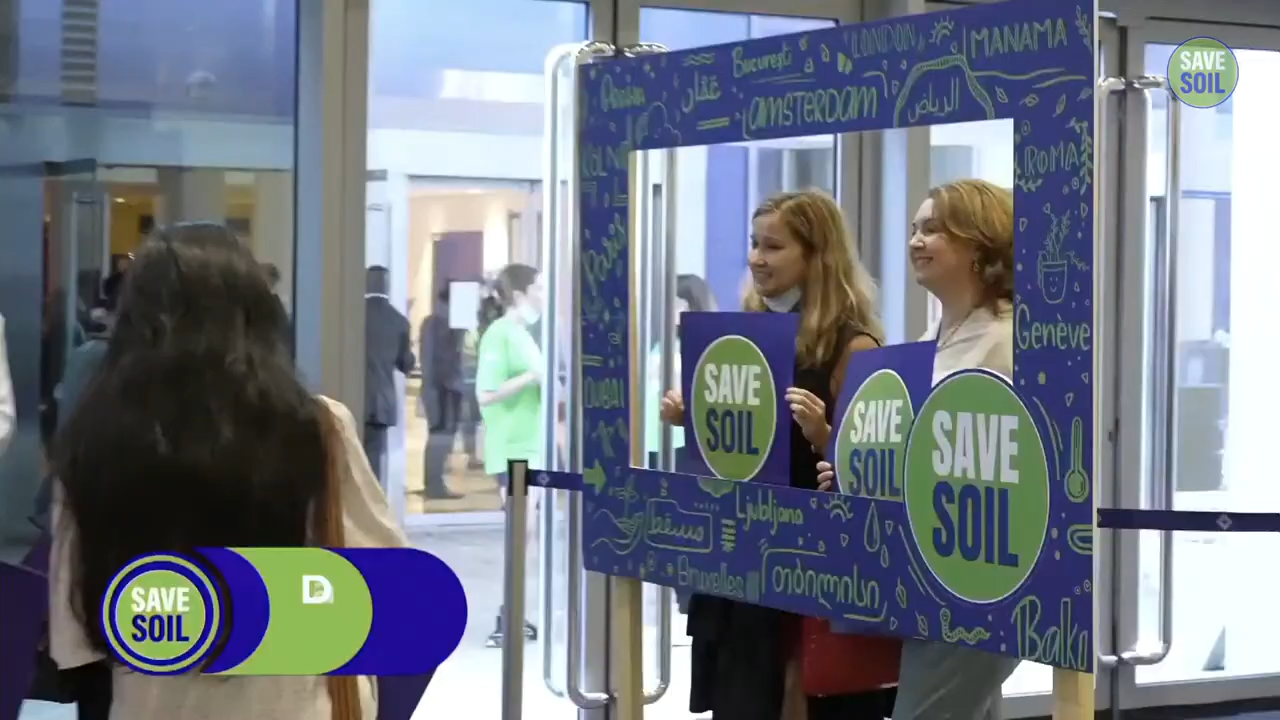 SAVE
SOIL
București
LONDON
MANAMA
عمّان
AMSTERDAM
الرياض
ROMA
Paris
Genève
DUBAI
SAVE
SOIL
SAVE
SOIL
SAVE
SOIL
Ljubljana
Bruxelles
თბილისი
Bakı
SAVE
SOIL
D